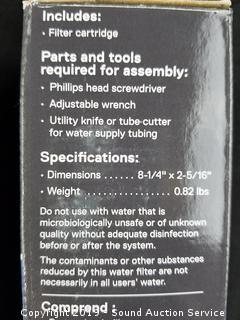 Includes:
• Filter cartridge
Parts and tools
required for assembly:
• Phillips head screwdriver
• Adjustable wrench
• Utility knife or tube cutter
for water supply tubing
Specifications:
• Dimensions ...... 8-1/4" x 2-5/16"
• Weight ................ 0.82 lbs
Do not use with water that is
microbiologically unsafe or of unknown
quality without adequate disinfection
before or after the system.
The contaminants or other substances
reduced by this water filter are not
necessarily in all users' water.
Comprend :
Copyright 2019 - Sound Auction Service